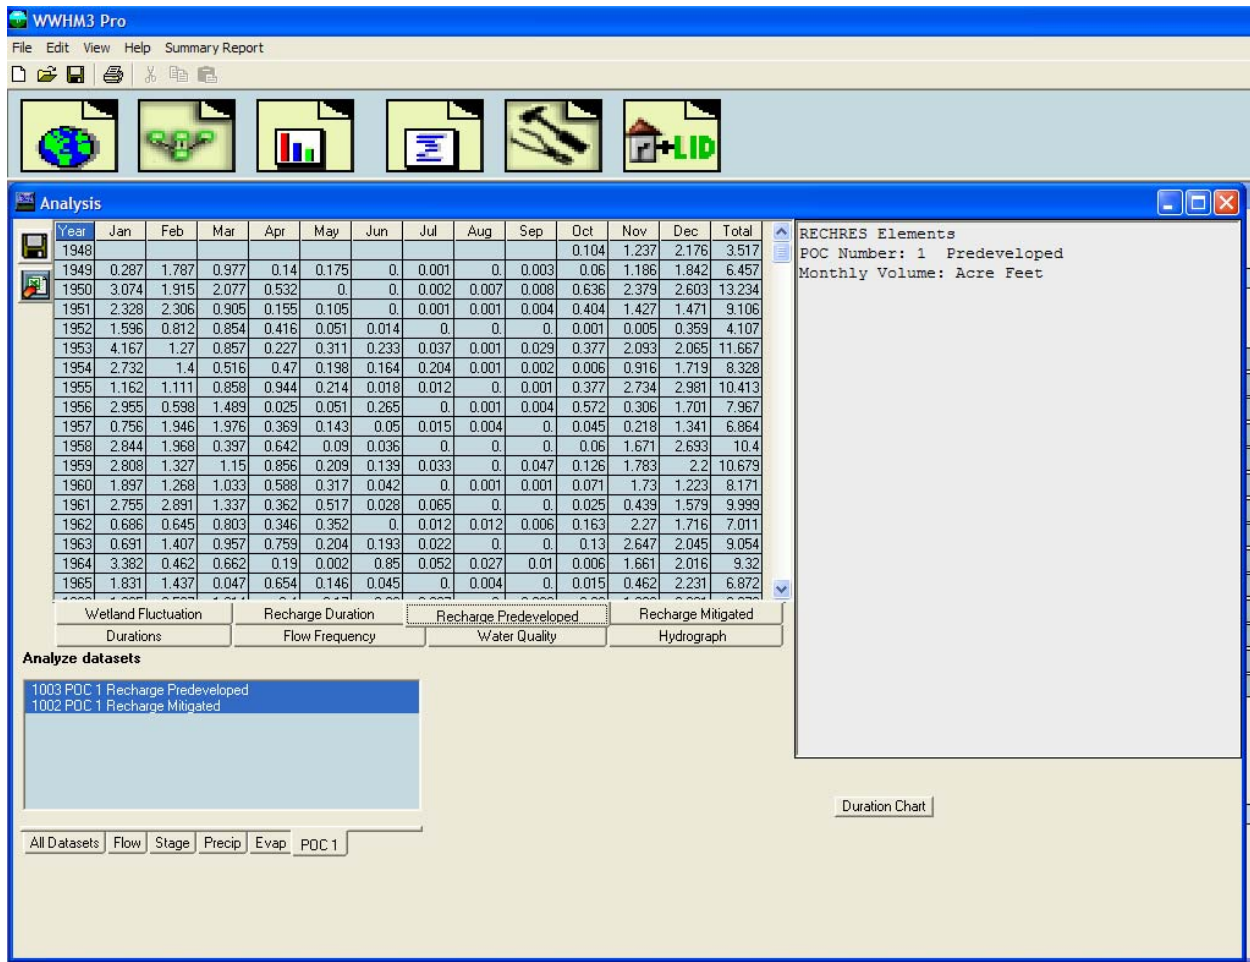 WWHM3 Pro
File Edit View Help Summary Report
+LID
Analysis
Year Jan Feb Mar Apr May Jun Jul Aug Sep Oct Nov Dec Total
1948 0.104 1.237 2.176 3.517
1949 0.287 1.787 0.977 0.14 0.175 0. 0.001 0. 0.003 0.06 1.186 1.842 6.457
1950 3.074 1.915 2.077 0.532 0. 0. 0.002 0.007 0.008 0.636 2.379 2.603 13.234
1951 2.328 2.306 0.905 0.155 0.105 0. 0.001 0.001 0.004 0.404 1.427 1.471 9.106
1952 1.596 0.812 0.854 0.416 0.051 0.014 0. 0. 0. 0.001 0.005 0.359 4.107
1953 4.167 1.27 0.857 0.227 0.311 0.233 0.037 0.001 0.029 0.377 2.093 2.065 11.667
1954 2.732 1.4 0.516 0.47 0.198 0.164 0.204 0.001 0.002 0.006 0.916 1.719 8.328
1955 1.162 1.111 0.858 0.944 0.214 0.018 0.012 0. 0.001 0.377 2.734 2.981 10.413
1956 2.955 0.598 1.489 0.025 0.051 0.265 0. 0.001 0.004 0.572 0.306 1.701 7.967
1957 0.756 1.946 1.976 0.369 0.143 0.05 0.015 0.004 0. 0.045 0.218 1.341 6.864
1958 2.844 1.968 0.397 0.642 0.09 0.036 0. 0. 0. 0.06 1.671 2.693 10.4
1959 2.808 1.327 1.15 0.856 0.209 0.139 0.033 0. 0.047 0.126 1.783 2.2 10.679
1960 1.897 1.268 1.033 0.588 0.317 0.042 0. 0.001 0.001 0.071 1.73 1.223 8.171
1961 2.755 2.891 1.337 0.362 0.517 0.028 0.065 0. 0. 0.025 0.439 1.579 9.999
1962 0.686 0.645 0.803 0.346 0.352 0. 0.012 0.012 0.006 0.163 2.27 1.716 7.011
1963 0.691 1.407 0.957 0.759 0.204 0.193 0.022 0. 0. 0.13 2.647 2.045 9.054
1964 3.382 0.462 0.662 0.19 0.002 0.85 0.052 0.027 0.01 0.006 1.661 2.016 9.32
1965 1.831 1.437 0.047 0.654 0.146 0.045 0. 0.004 0. 0.015 0.462 2.231 6.872
RECHRES Elements
POC Number: 1 Predeveloped
Monthly Volume: Acre Feet
Wetland Fluctuation Recharge Duration Recharge Predeveloped Recharge Mitigated
Durations Flow Frequency Water Quality Hydrograph
Analyze datasets
1003 POC 1 Recharge Predeveloped
1002 POC 1 Recharge Mitigated
Duration Chart
All Datasets Flow Stage Precip Evap POC 1